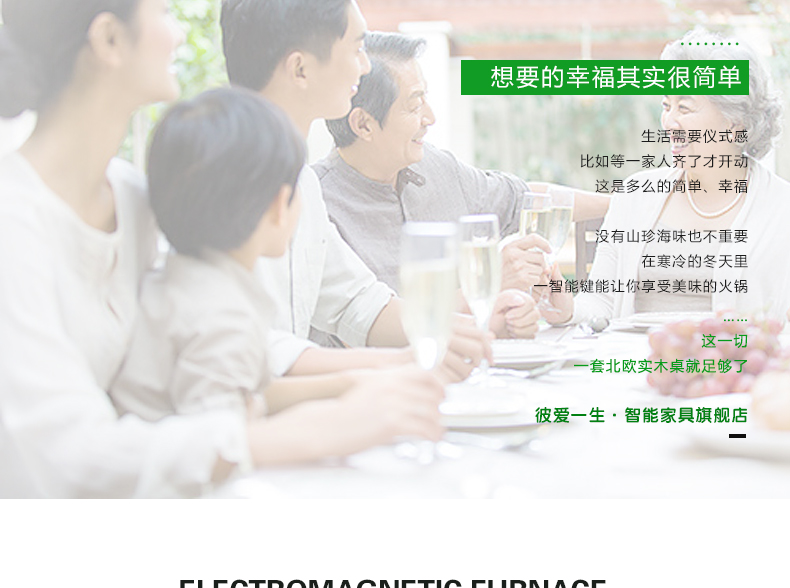 想要的幸福其实很简单
生活需要仪式感
比如等一家人齐了才开动
这是多么的简单、幸福
没有山珍海味也不重要
在寒冷的冬天里
一智能键能让你享受美味的火锅
……
这一切
一套北欧实木桌就足够了
彼爱一生·智能家具旗舰店
ELECTROMAGNETIC FURNACE